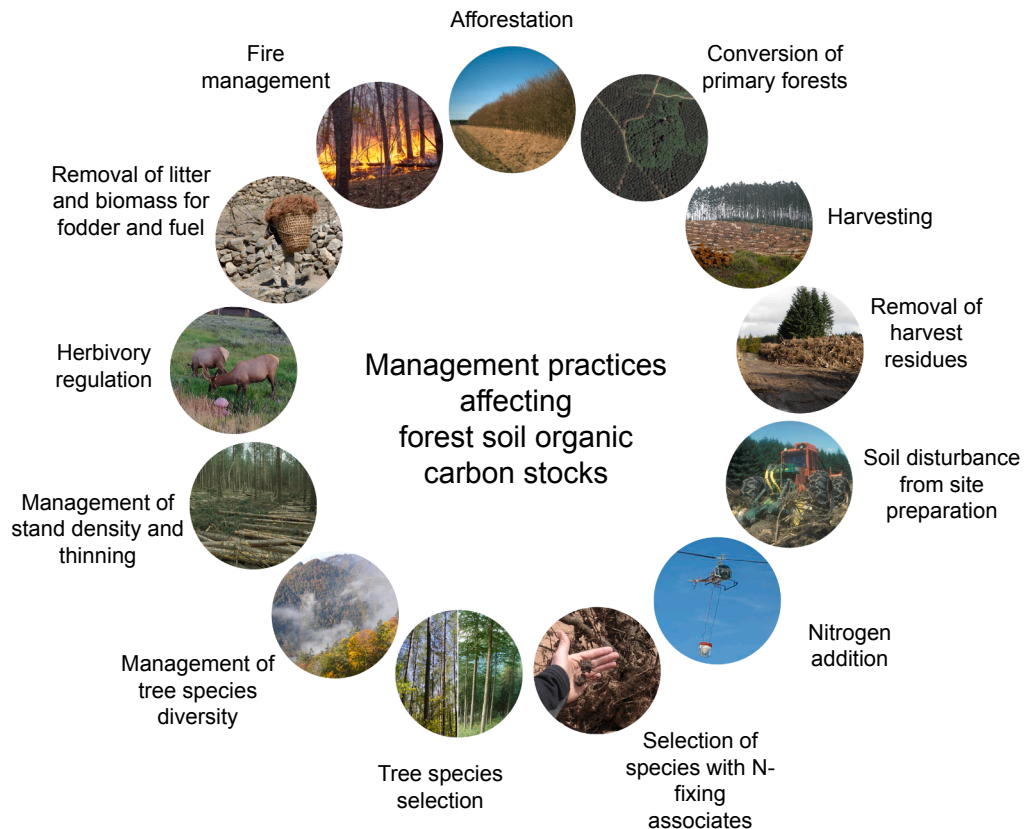 Afforestation
Conversion of
primary forests
Harvesting
Removal of
harvest
residues
Soil disturbance
from site
preparation
Nitrogen
addition
Selection of
species with N-
fixing
associates
Tree species
selection
Management of
tree species
diversity
Management of
stand density and
thinning
Herbivory
regulation
Removal of litter
and biomass for
fodder and fuel
Fire
management
Management practices
affecting
forest soil organic
carbon stocks